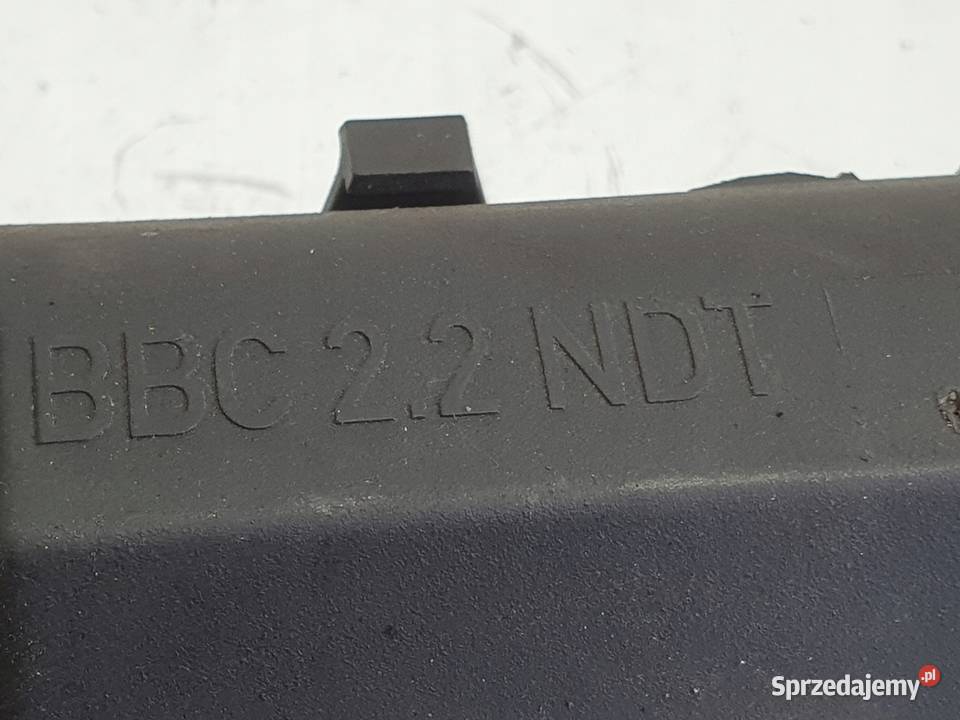 BBC 2.2 NDT
Sprzedajemy.pl